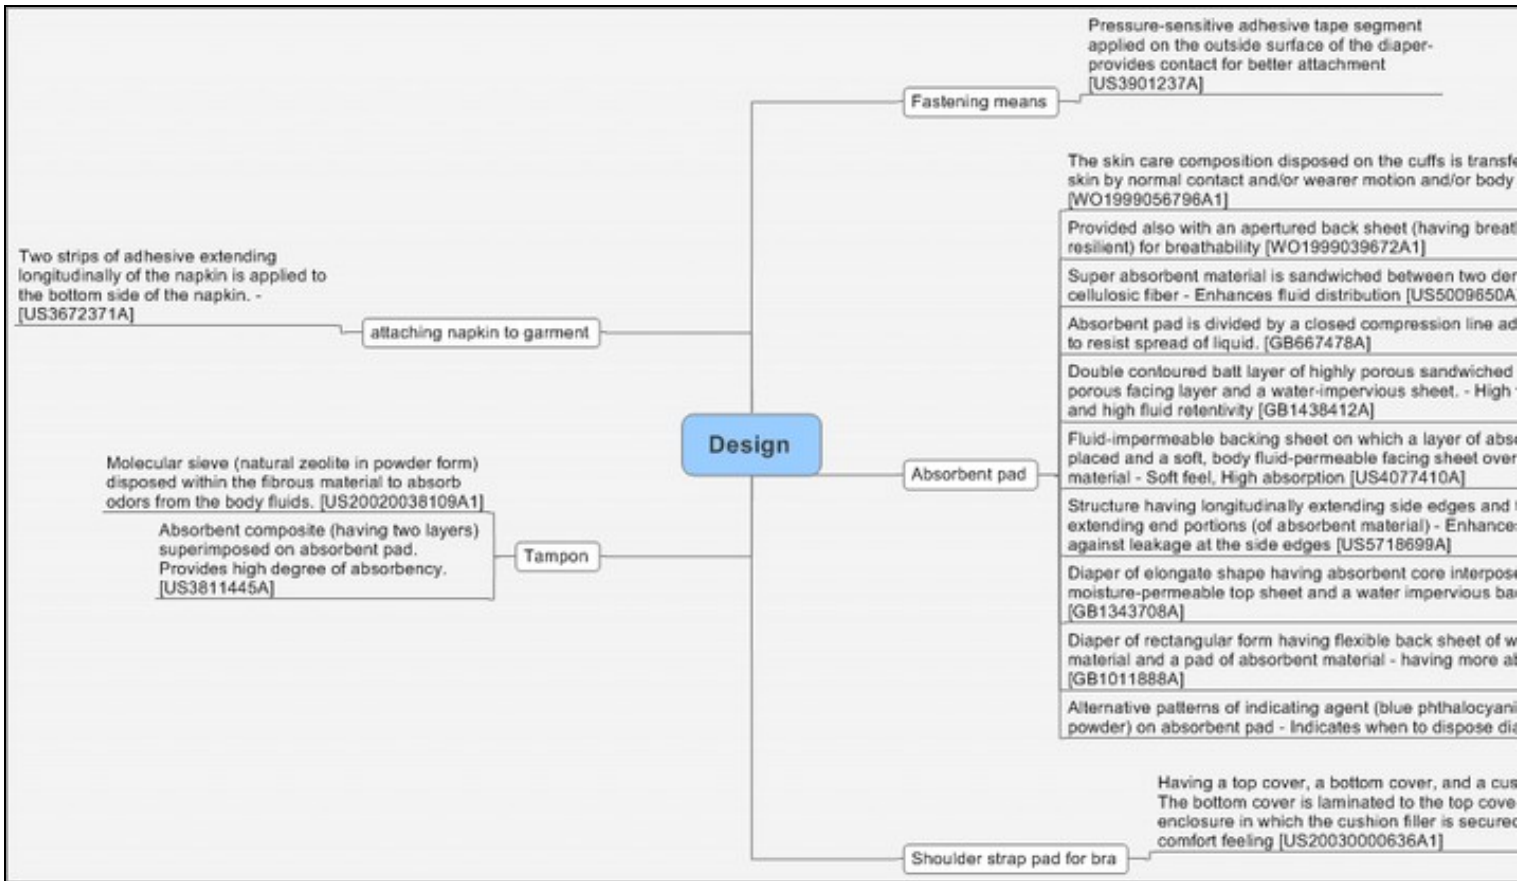 Pressure-sensitive adhesive tape segment
applied on the outside surface of the diaper-
provides contact for better attachment
[US3901237A]
Fastening means
The skin care composition disposed on the cuffs is
skin by normal contact and/or wearer motion and/or body
[WO1999056796A1]
Provided also with an apertured back sheet (having
resilient) for breathability [WO1999039672A1]
Super absorbent material is sandwiched between two
cellulosic fiber - Enhances fluid distribution [US5009650A
Absorbent pad is divided by a closed compression line
to resist spread of liquid. [GB667478A]
Double contoured batt layer of highly porous sandwiched
porous facing layer and a water-impervious sheet. - High
and high fluid retentivity [GB1438412A]
Fluid-impermeable backing sheet on which a layer of
placed and a soft, body fluid-permeable facing sheet over
material - Soft feel, High absorption [US4077410A]
Structure having longitudinally extending side edges and
extending end portions (of absorbent material) -
against leakage at the side edges [US5718699A]
Diaper of elongate shape having absorbent core
moisture-permeable top sheet and a water impervious
[GB1343708A]
Diaper of rectangular form having flexible back sheet of
material and a pad of absorbent material - having more
[GB1011888A]
Alternative patterns of indicating agent (blue
powder) on absorbent pad - Indicates when to dispose
Absorbent pad
Having a top cover, a bottom cover, and a
The bottom cover is laminated to the top
enclosure in which the cushion filler is
comfort feeling [US20030000636A1]
Shoulder strap pad for bra
Design
Two strips of adhesive extending
longitudinally of the napkin is applied to
the bottom side of the napkin. -
[US3672371A]
attaching napkin to garment
Molecular sieve (natural zeolite in powder form)
disposed within the fibrous material to absorb
odors from the body fluids. [US20020038109A1]
Absorbent composite (having two layers)
superimposed on absorbent pad.
Provides high degree of absorbency.
[US3811445A]
Tampon